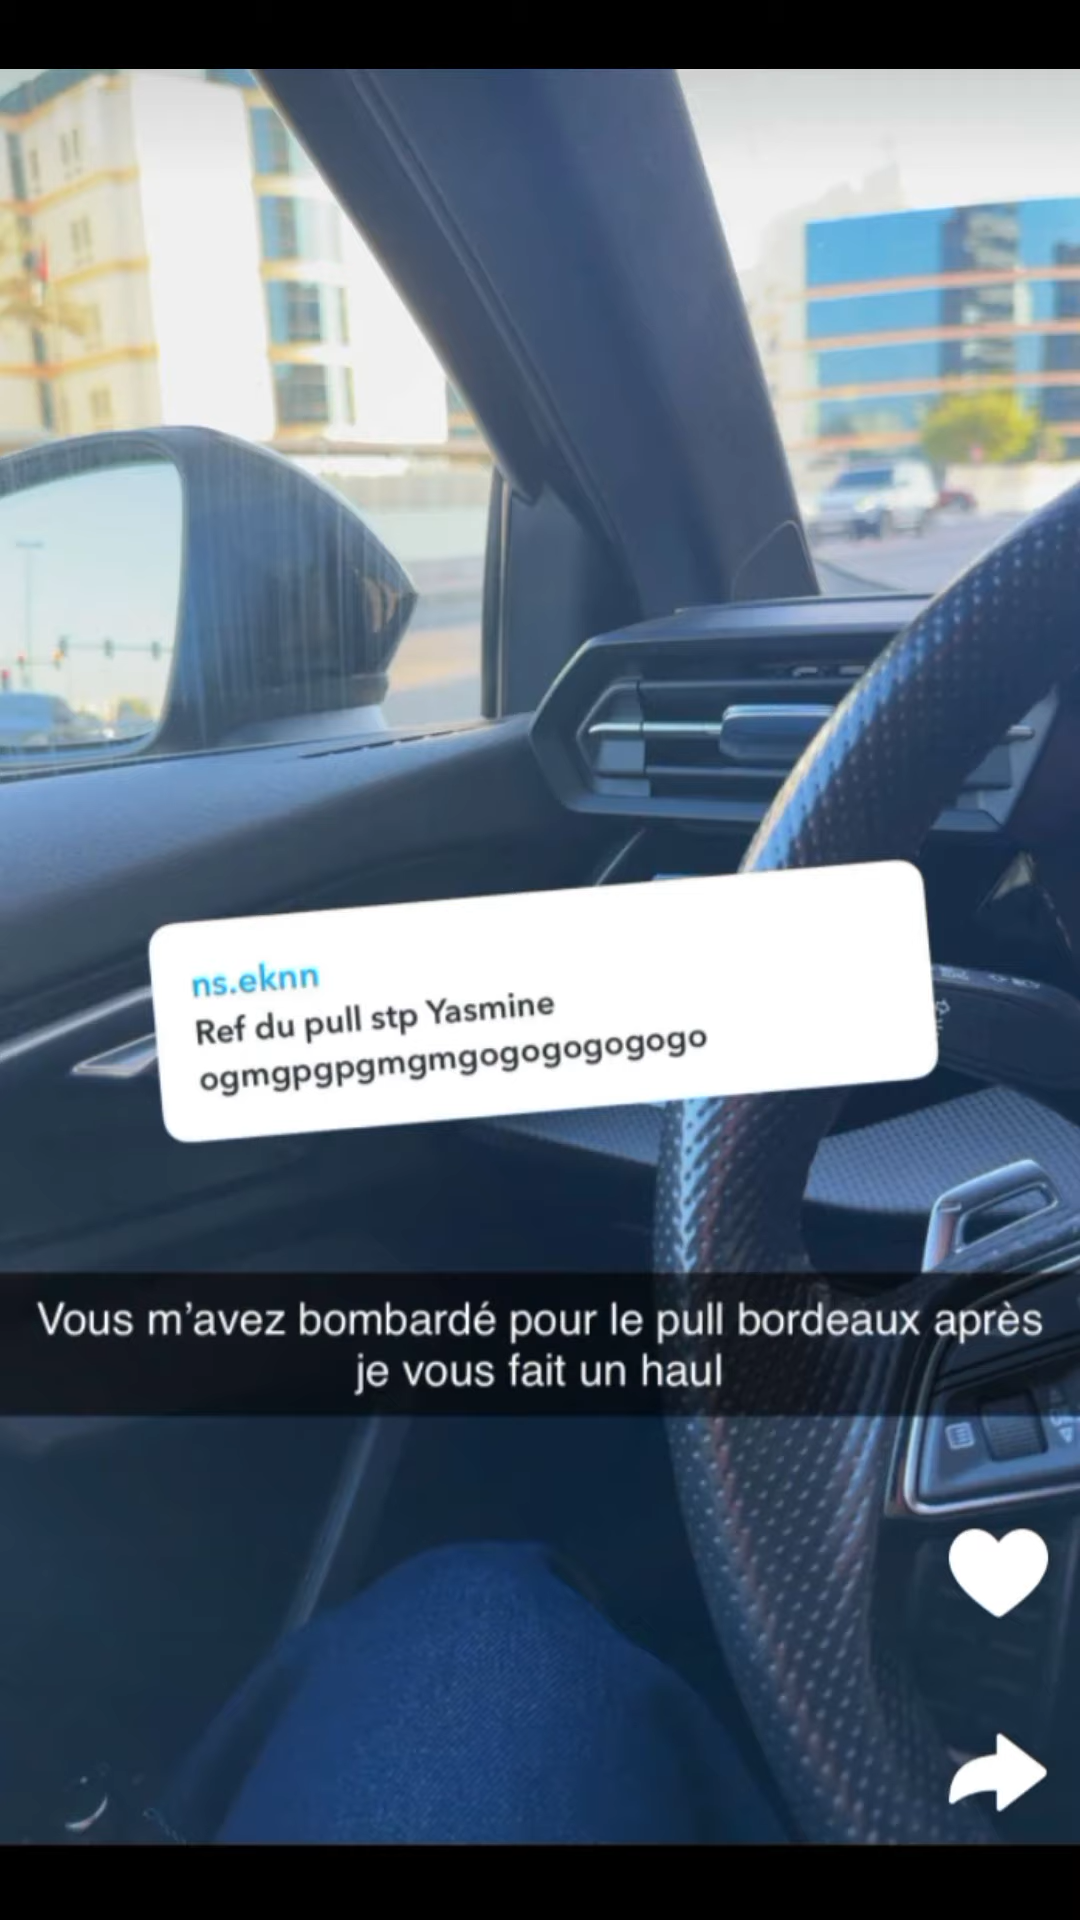 ns.eknn
Ref du pull stp Yasmine
ogmgpgpgmgmgogogogogogo
Vous m’avez bombardé pour le pull bordeaux après
je vous fait un haul